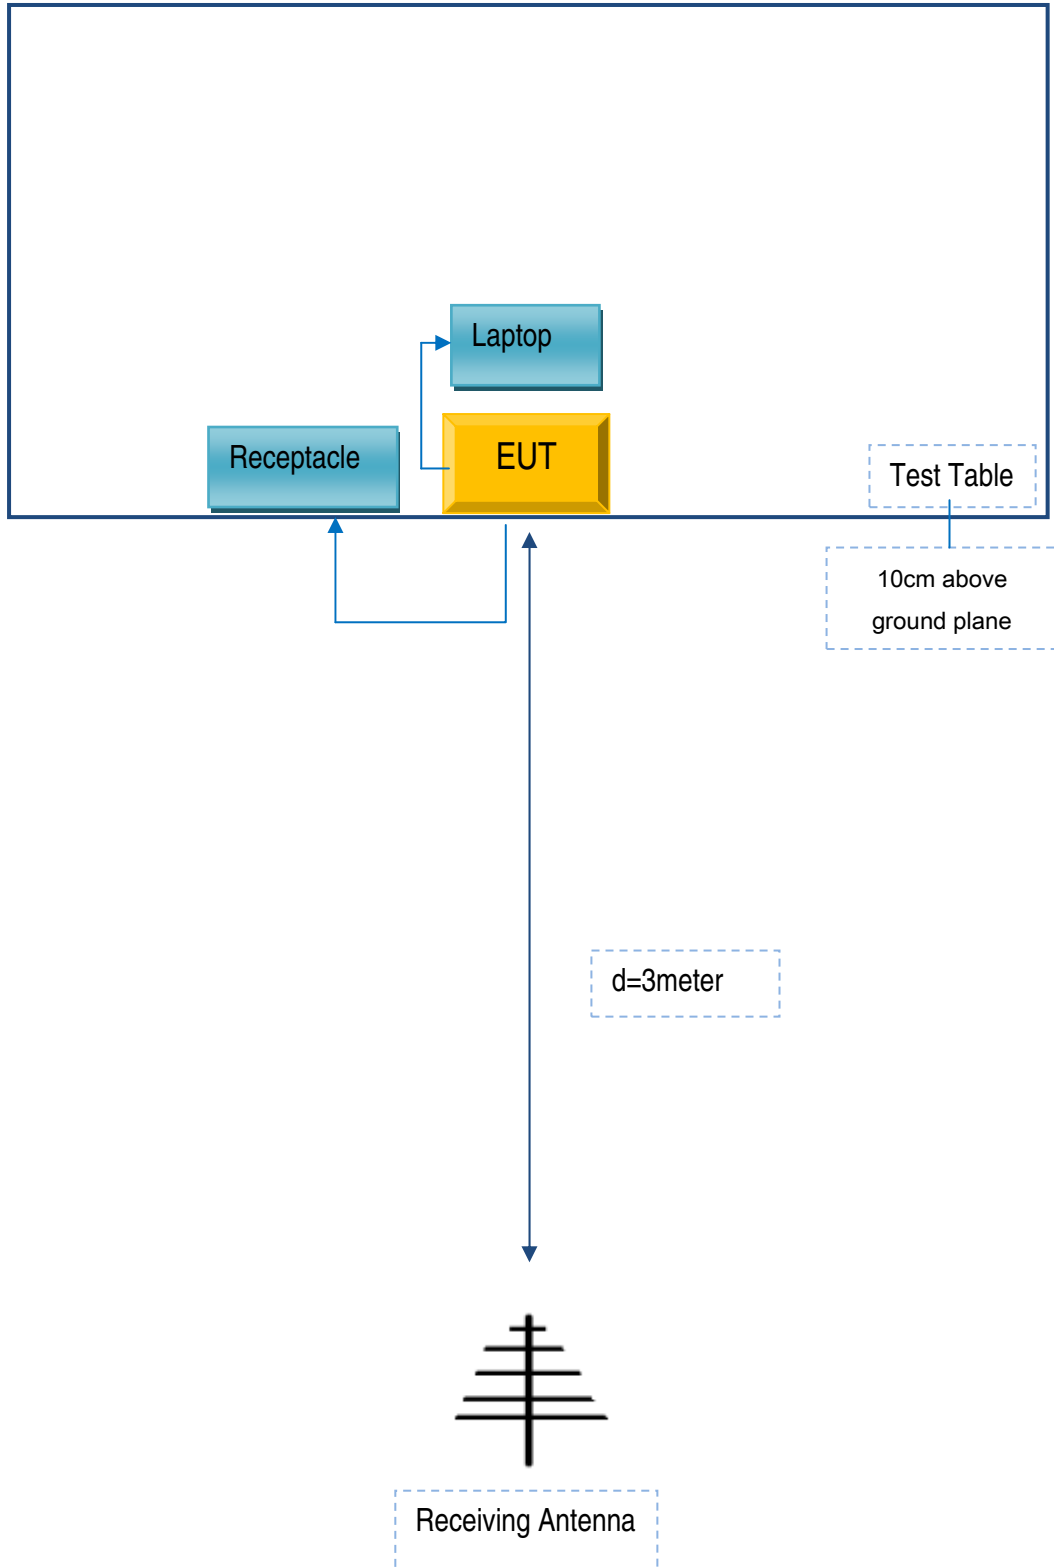 Laptop
Receptacle
EUT
Test Table
10cm above
ground plane
d=3meter
Receiving Antenna